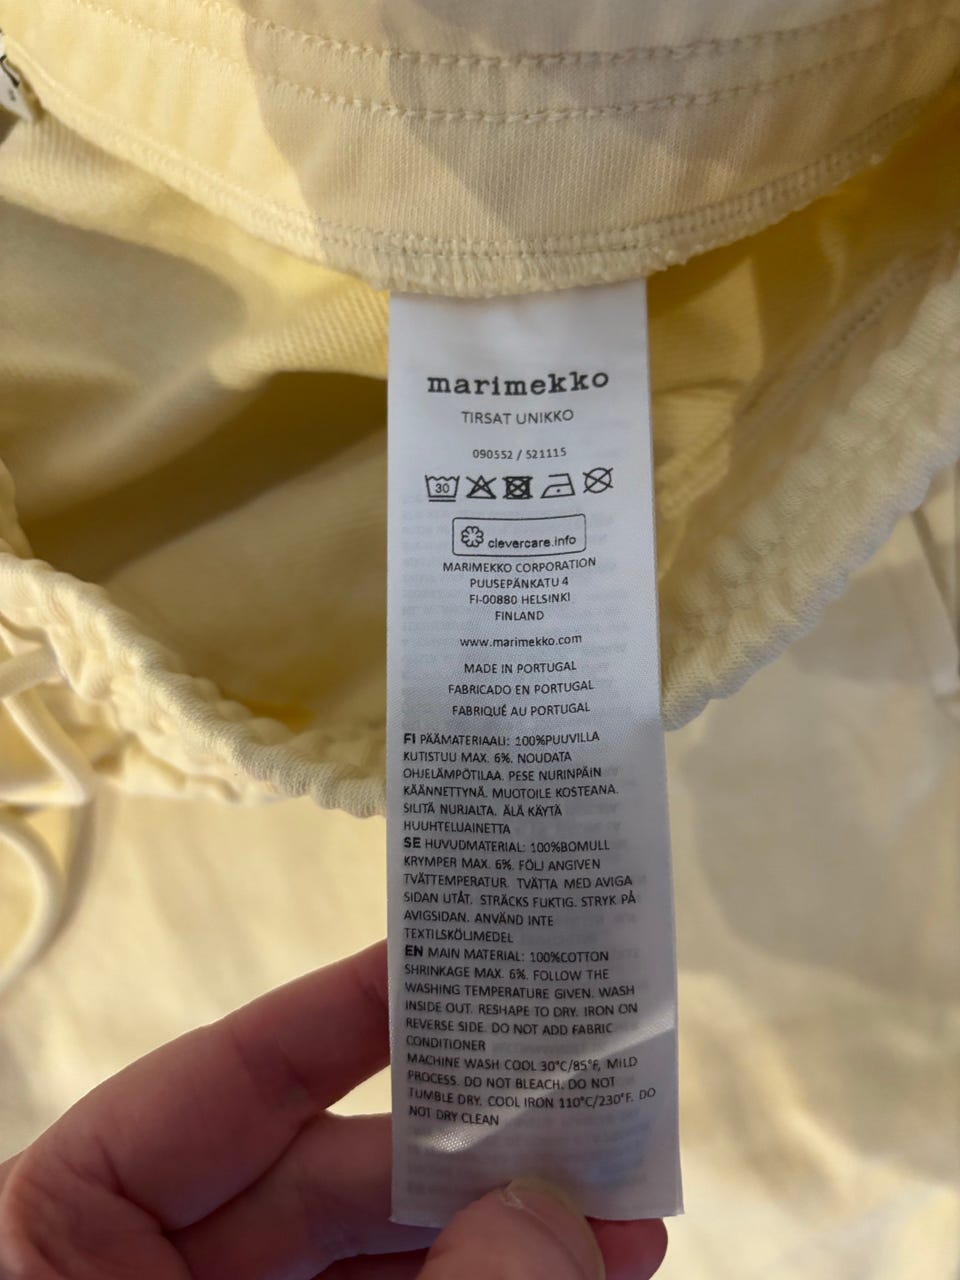 marimekko
TIRSAT UNIKKO
090552 / 521115
30
clevercare.info
MARIMEKKO CORPORATION
PUUSEPÄNKATU 4
FI-00880 HELSINKI
FINLAND
www.marimekko.com
MADE IN PORTUGAL
FABRICADO EN PORTUGAL
FABRIQUÉ AU PORTUGAL
FI PÄÄMATERIAALI: 100%PUUVILLA
KUTISTUU MAX. 6%. NOUDATA
OHJELÄMPÖTILAA. PESE NURINPÄIN
KÄÄNNETTYNÄ. MUOTOILE KOSTEANA.
SILITÄ NURJALTA. ÄLÄ KÄYTÄ
HUUHTELUAINETTA
SE HUVUDMATERIAL: 100%BOMULL
KRYMPER MAX. 6%. FÖLJ ANGIVEN
TVÄTTEMPERATUR. TVÄTTA MED AVIGA
SIDAN UTÅT. STRÄCKS FUKTIG. STRYK PÅ
AVIGSIDAN. ANVÄND INTE
TEXTILSKÖLJMEDEL
EN MAIN MATERIAL: 100%COTTON
SHRINKAGE MAX. 6%. FOLLOW THE
WASHING TEMPERATURE GIVEN. WASH
INSIDE OUT. RESHAPE TO DRY. IRON ON
REVERSE SIDE. DO NOT ADD FABRIC
CONDITIONER
MACHINE WASH COOL 30°C/85°F, MILD
PROCESS. DO NOT BLEACH. DO NOT
TUMBLE DRY. COOL IRON 110°C/230°F. DO
NOT DRY CLEAN